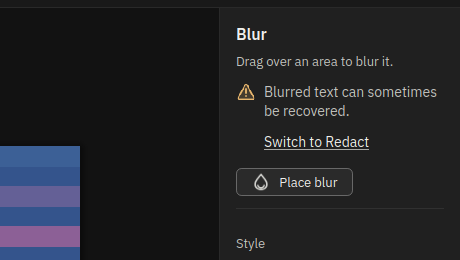 Blur
Drag over an area to blur it.
Blurred text can sometimes
be recovered.
Switch to Redact
Place blur
Style